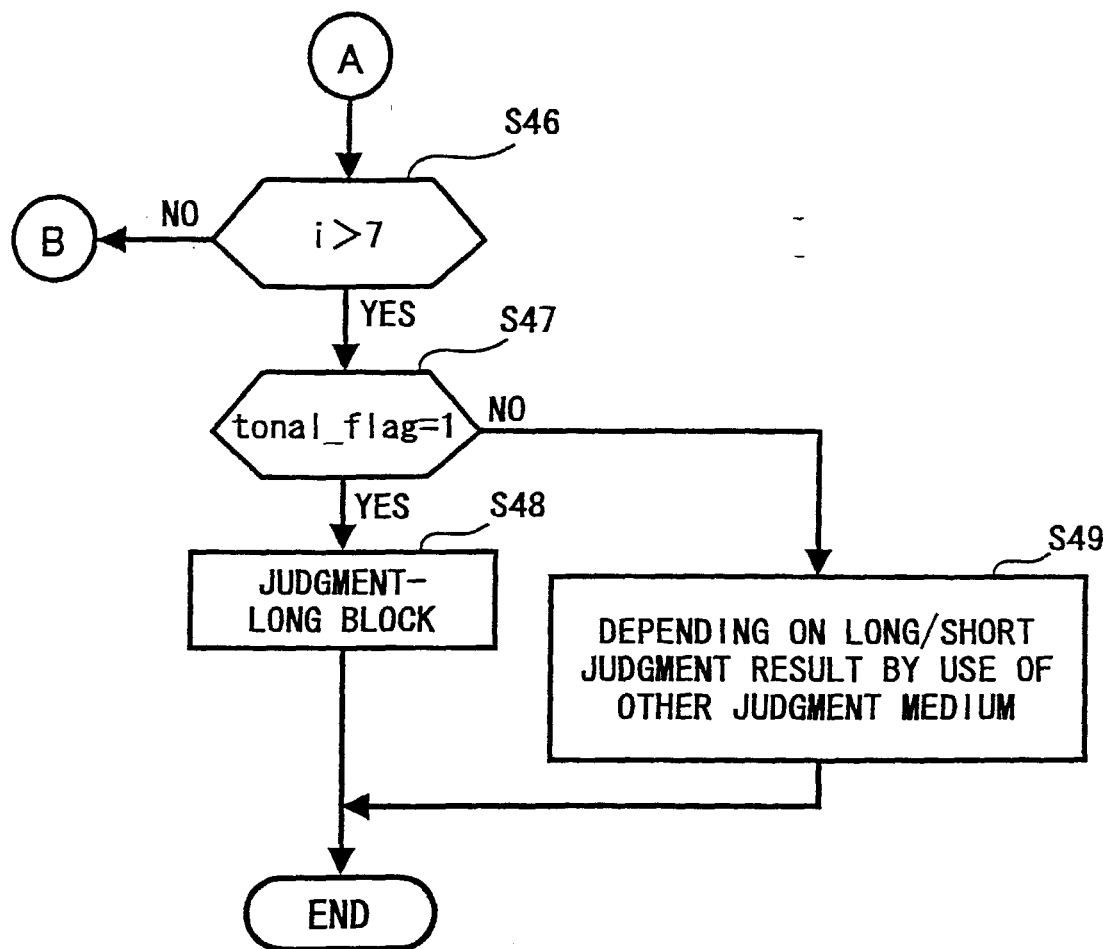 A
S46
i>7
NO
B
YES
S47
tonal_flag=1
NO
YES
S48
JUDGMENT-
LONG BLOCK
S49
DEPENDING ON LONG/SHORT
JUDGMENT RESULT BY USE OF
OTHER JUDGMENT MEDIUM
END